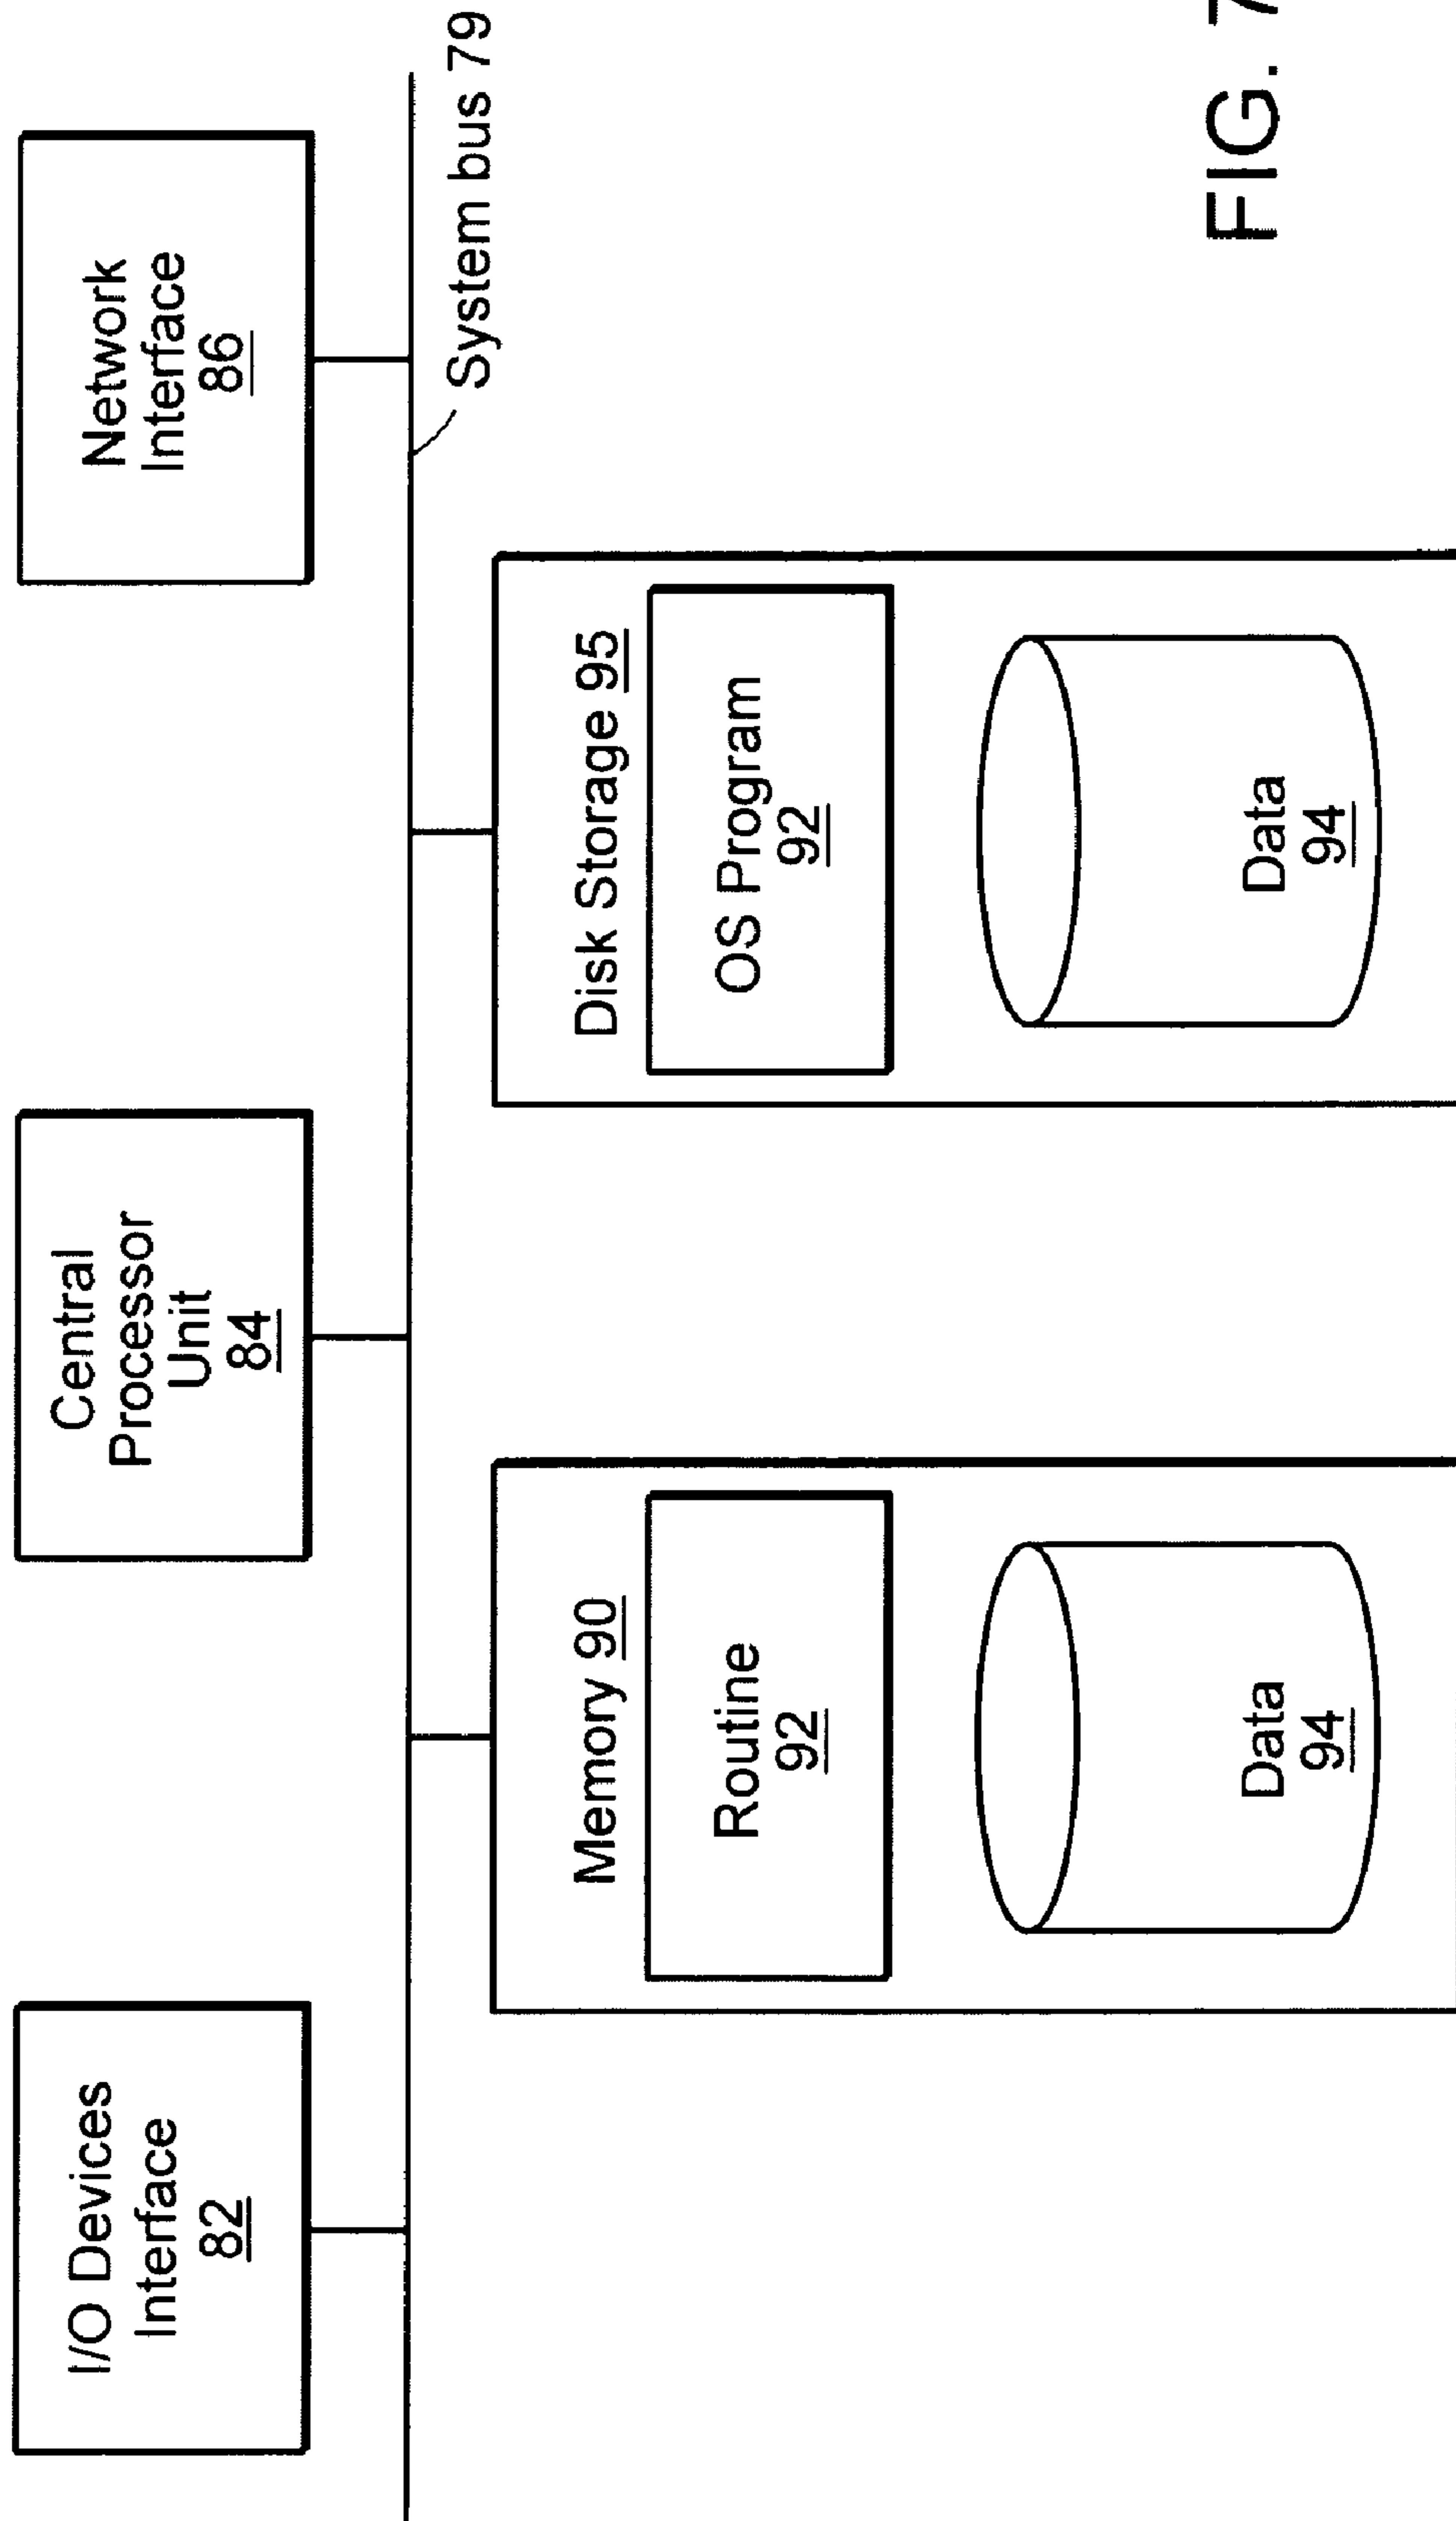 I/O Devices
Interface
82
Central
Processor
Unit
84
Network
Interface
86
System bus 79
Memory 90
Routine
92
Data
94
Disk Storage 95
OS Program
92
Data
94
FIG. 7